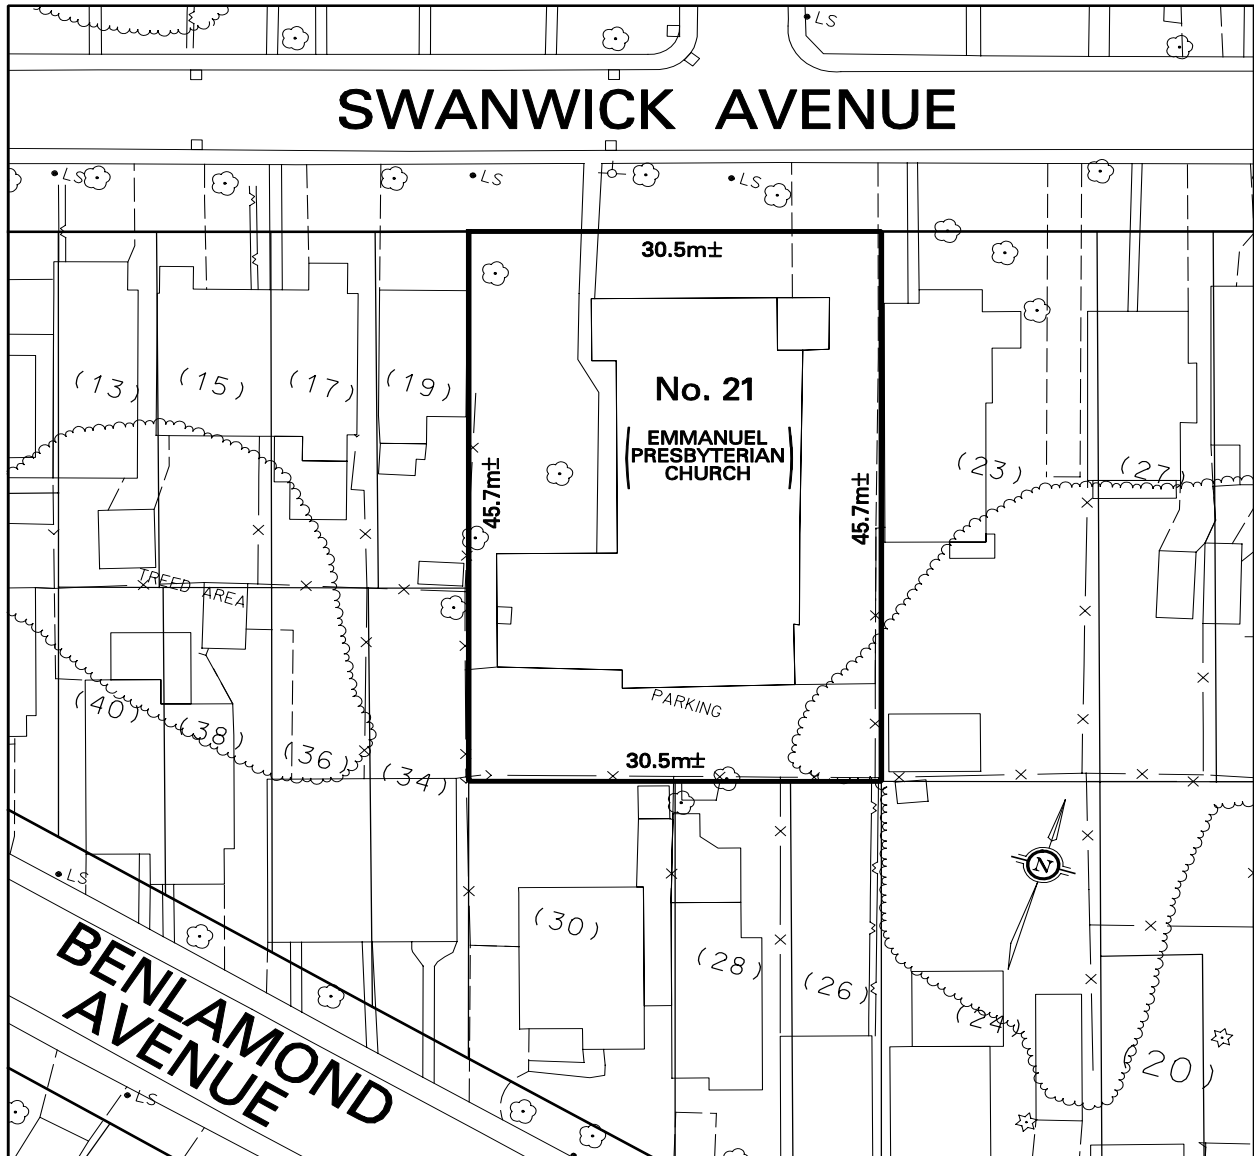 LS
SWANWICK AVENUE
LS
LS
LS
30.5m±
(13)
(15)
(17)
(19)
No. 21
(EMMANUEL
PRESBYTERIAN
CHURCH)
(23)
(27)
45.7m±
45.7m±
TREED AREA
PARKING
(40)
(38)
(36)
(34)
30.5m±
N
LS
(30)
(28)
(26)
(24)
20)
BENLAMOND
AVENUE
LS